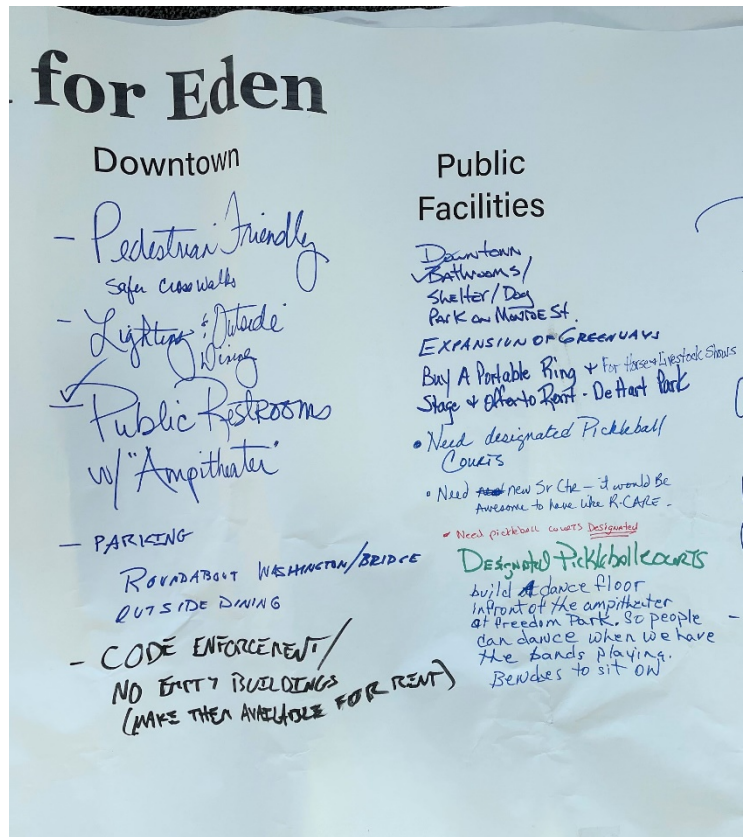 for Eden
Downtown
- Pedestrian Friendly
Safer Crosswalks
- Lighting & Outside
Dining
Public Restrooms
w/ "Ampitheater"
- PARKING
ROUNDABOUT WASHINGTON/BRIDGE
OUTSIDE DINING
- CODE ENFORCEMENT/
NO EMPTY BUILDINGS
(MAKE THEM AVAILABLE FOR RENT)
Public
Facilities
Downtown
Bathrooms/
Shelter/Dog
Park on Monroe St.
EXPANSION OF GREENWAYS
Buy A Portable Ring + For Horse + Livestock Shows
Stage + Offer to Rent - DeHart Park
• Need designated Pickleball
Courts
• Need new Sr Ctr - it would Be
Awesome to have like R-CARE.
• Need pickleball courts Designated
Designated Pickleball courts
build A dance floor
infront of the ampitheater
at freedom Park. So people
can dance when we have
the bands playing.
Benches to sit on